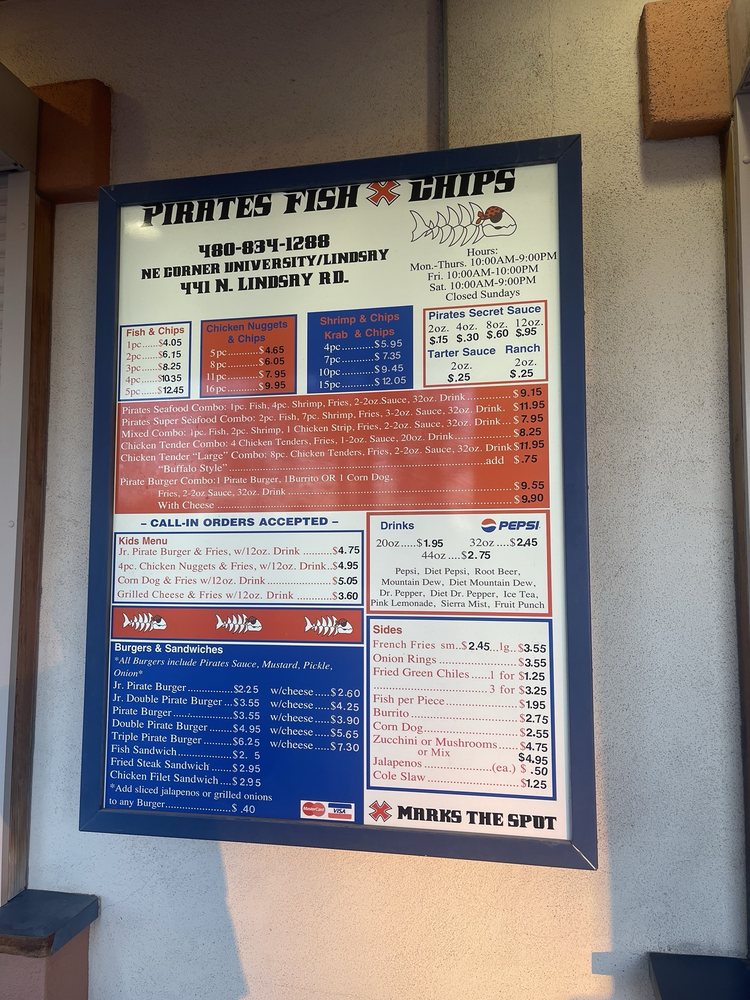 PIRATES FISH X CHIPS
480-834-1288
NE CORNER UNIVERSITY/LINDSAY
441 N. LINDSAY RD.
Hours:
Mon.-Thurs. 10:00AM-9:00PM
Fri. 10:00AM-10:00PM
Sat. 10:00AM-9:00PM
Closed Sundays
Fish & Chips
1pc......$4.05
2pc......$6.15
3pc......$8.25
4pc......$10.35
5pc......$12.45
Chicken Nuggets
& Chips
5pc..........$4.65
8pc..........$6.05
11pc.........$7.95
16pc.........$9.95
Shrimp & Chips
Krab & Chips
4pc..........$5.95
7pc..........$7.35
10pc.........$9.45
15pc.........$12.05
Pirates Secret Sauce
2oz. 4oz. 8oz. 12oz.
$.15 $.30 $.60 $.95
Tarter Sauce Ranch
2oz. 2oz.
$.25 $.25
Pirates Seafood Combo: 1pc. Fish, 4pc. Shrimp, Fries, 2-2oz.Sauce, 32oz. Drink..........$9.15
Pirates Super Seafood Combo: 2pc. Fish, 7pc. Shrimp, Fries, 3-2oz. Sauce, 32oz. Drink.$11.95
Mixed Combo: 1pc. Fish, 2pc. Shrimp, 1 Chicken Strip, Fries, 2-2oz. Sauce, 32oz. Drink...$7.95
Chicken Tender Combo: 4 Chicken Tenders, Fries, 1-2oz. Sauce, 20oz. Drink..........$8.25
Chicken Tender "Large" Combo: 8pc. Chicken Tenders, Fries, 2-2oz. Sauce, 32oz. Drink $11.95
"Buffalo Style"..........add $.75
Pirate Burger Combo:1 Pirate Burger, 1Burrito OR 1 Corn Dog,
Fries, 2-2oz Sauce, 32oz. Drink..........$9.55
With Cheese..........$9.90
– CALL-IN ORDERS ACCEPTED –
Kids Menu
Jr. Pirate Burger & Fries, w/12oz. Drink..........$4.75
4pc. Chicken Nuggets & Fries, w/12oz. Drink..$4.95
Corn Dog & Fries w/12oz. Drink..........$5.05
Grilled Cheese & Fries w/12oz. Drink..........$3.60
Drinks PEPSI
20oz.....$1.95 32oz....$2.45
44oz....$2.75
Pepsi, Diet Pepsi, Root Beer,
Mountain Dew, Diet Mountain Dew,
Dr. Pepper, Diet Dr. Pepper, Ice Tea,
Pink Lemonade, Sierra Mist, Fruit Punch
Burgers & Sandwiches
*All Burgers include Pirates Sauce, Mustard, Pickle,
Onion*
Jr. Pirate Burger..........$2.25 w/cheese....$2.60
Jr. Double Pirate Burger...$3.55 w/cheese....$4.25
Pirate Burger..........$3.55 w/cheese....$3.90
Double Pirate Burger.......$4.95 w/cheese....$5.65
Triple Pirate Burger.......$6.25 w/cheese....$7.30
Fish Sandwich..........$2. 5
Fried Steak Sandwich.......$2.95
Chicken Filet Sandwich....$2.95
*Add sliced jalapenos or grilled onions
to any Burger..........$.40
MasterCard VISA
Sides
French Fries sm..$2.45...lg..$3.55
Onion Rings..........$3.55
Fried Green Chiles.....1 for $1.25
..........3 for $3.25
Fish per Piece..........$1.95
Burrito..........$2.75
Corn Dog..........$2.55
Zucchini or Mushrooms.....$4.75
or Mix $4.95
Jalapenos..........(ea.) $.50
Cole Slaw..........$1.25
X MARKS THE SPOT